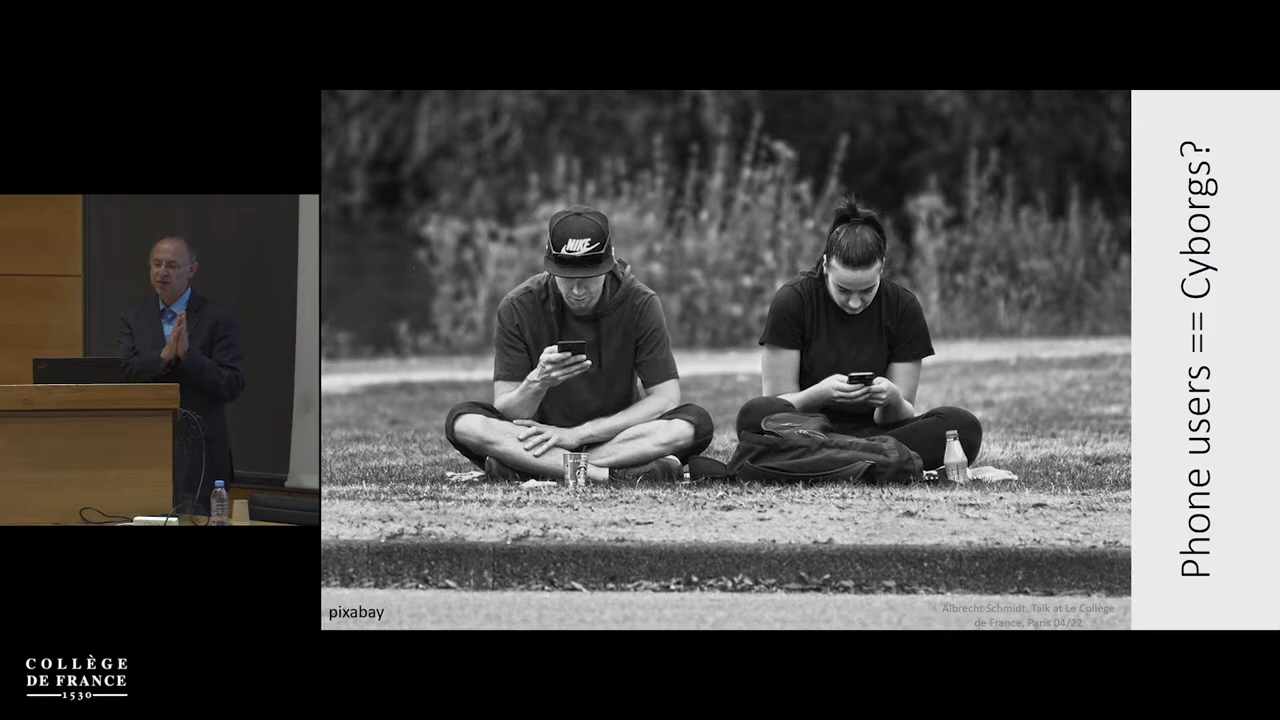 NIKE
Phone users == Cyborgs?
pixabay
Albrecht Schmidt. Talk at Le Collège
de France, Paris 04/22
COLLÈGE
DE FRANCE
1530